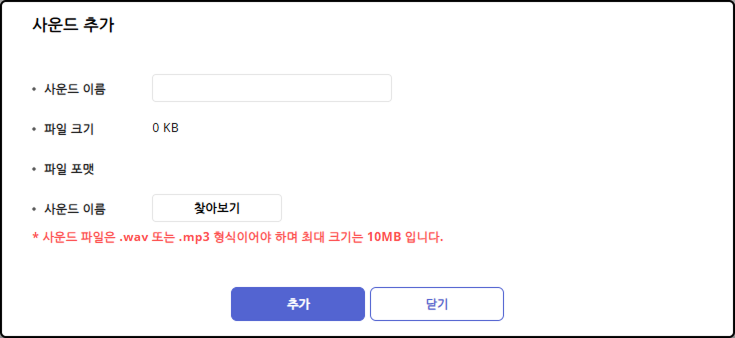 사운드 추가
• 사운드 이름
• 파일 크기 0 KB
• 파일 포맷
• 사운드 이름 찾아보기
* 사운드 파일은 .wav 또는 .mp3 형식이어야 하며 최대 크기는 10MB 입니다.
추가 닫기